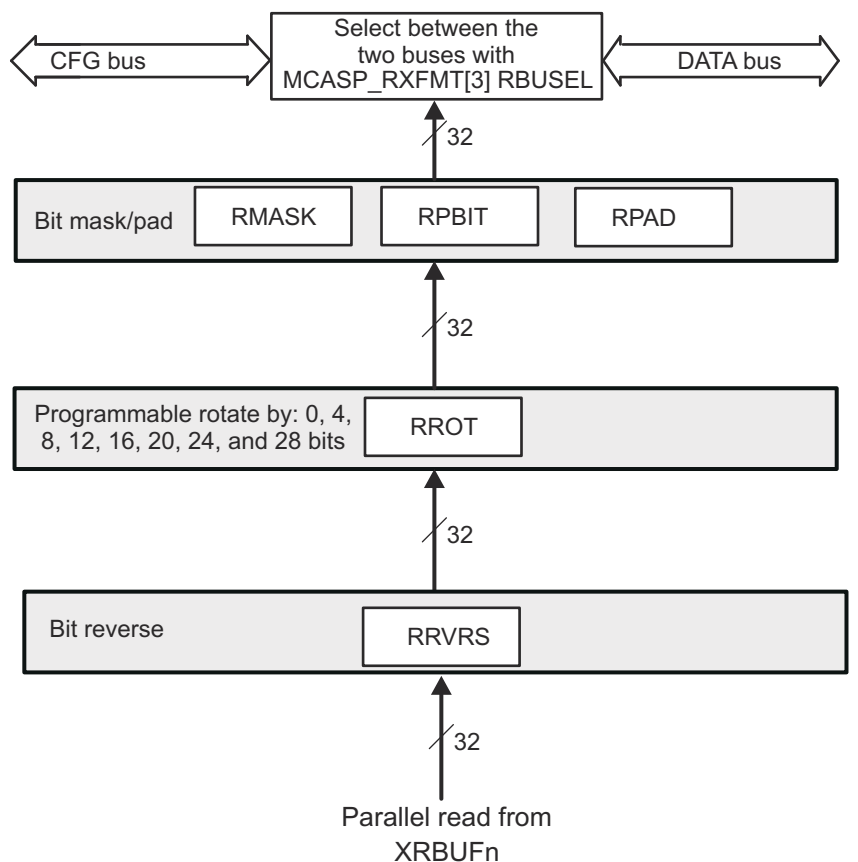 Select between the
two buses with
MCASP_RXFMT[3] RBUSEL
CFG bus
DATA bus
32
Bit mask/pad
RMASK
RPBIT
RPAD
32
Programmable rotate by: 0, 4,
8, 12, 16, 20, 24, and 28 bits
RROT
32
Bit reverse
RRVRS
32
Parallel read from
XRBUFn